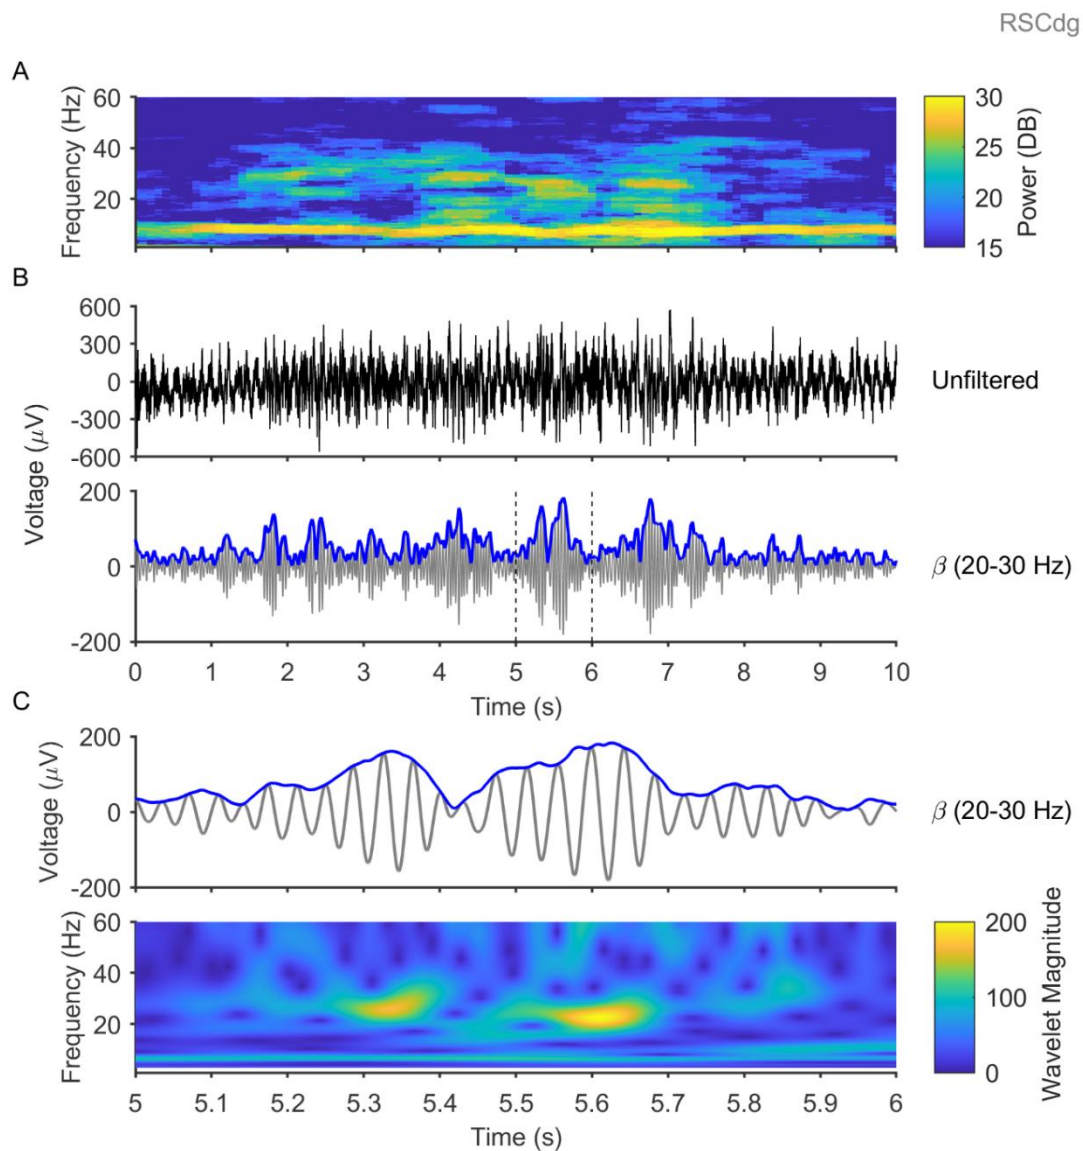 RSCdg
A
Frequency (Hz)
60
40
20
30
25
20
15
Power (DB)
B
Voltage (μV)
600
300
0
-300
-600
Unfiltered
200
0
-200
β (20-30 Hz)
0 1 2 3 4 5 6 7 8 9 10
Time (s)
C
Voltage (μV)
200
0
-200
β (20-30 Hz)
Frequency (Hz)
60
40
20
200
100
0
Wavelet Magnitude
5 5.1 5.2 5.3 5.4 5.5 5.6 5.7 5.8 5.9 6
Time (s)